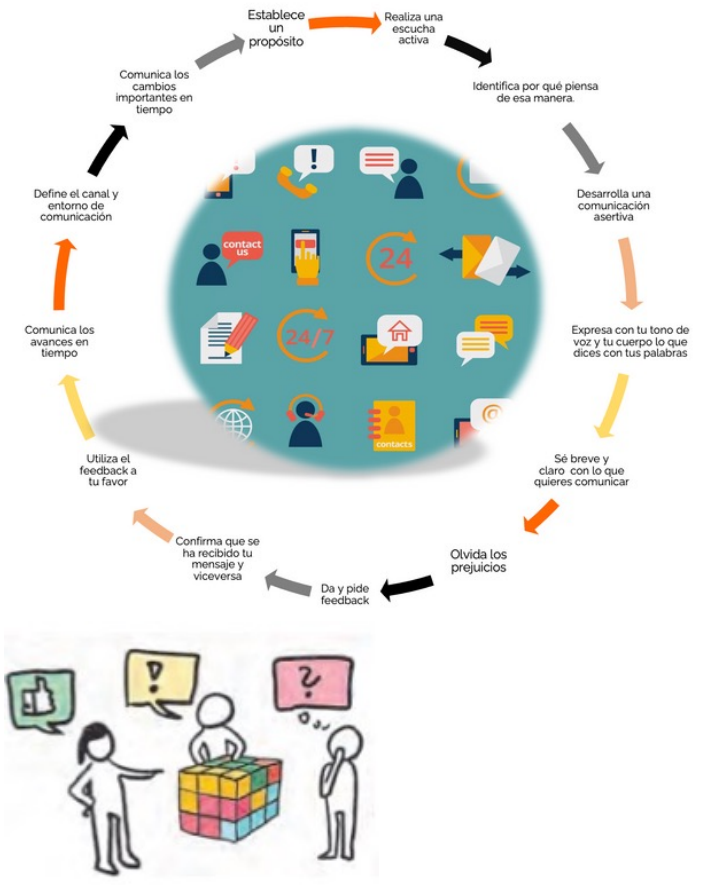 Establece
un
propósito
Realiza una
escucha
activa
Identifica por qué piensa
de esa manera.
Desarrolla una
comunicación
asertiva
Expresa con tu tono de
voz y tu cuerpo lo que
dices con tus palabras
Sé breve y
claro con lo que
quieres comunicar
Olvida los
prejuicios
Da y pide
feedback
Confirma que se
ha recibido tu
mensaje y
viceversa
Utiliza el
feedback a
tu favor
Comunica los
avances en
tiempo
Define el canal y
entorno de
comunicación
Comunica los
cambios
importantes en
tiempo
!
contact
us
24
24/7
contacts
@
!
?